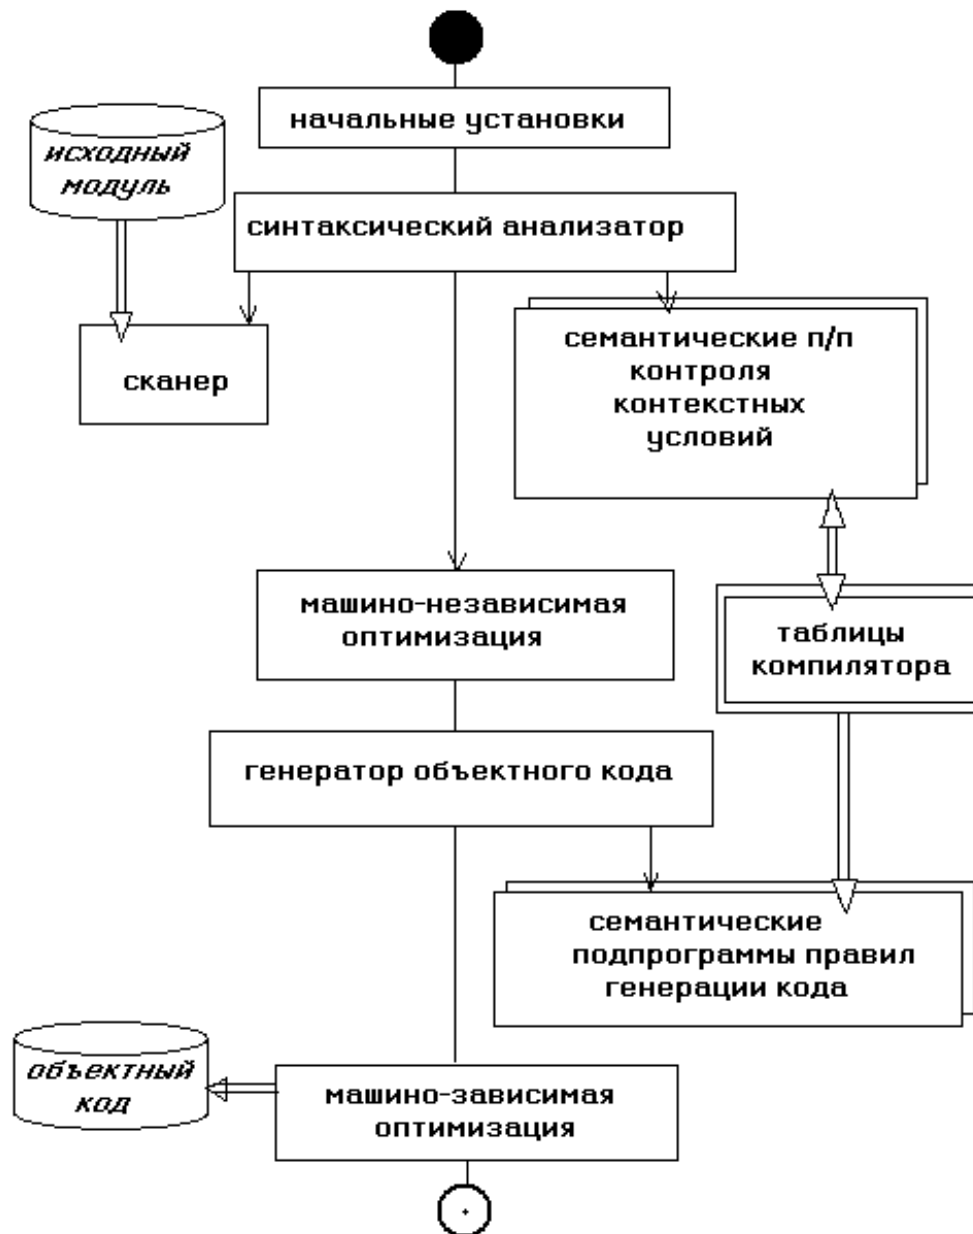 начальные установки
исходный
модуль
синтаксический анализатор
сканер
семантические п/п
контроля
контекстных
условий
машино-независимая
оптимизация
таблицы
компилятора
генератор объектного кода
семантические
подпрограммы правил
генерации кода
объектный
код
машино-зависимая
оптимизация